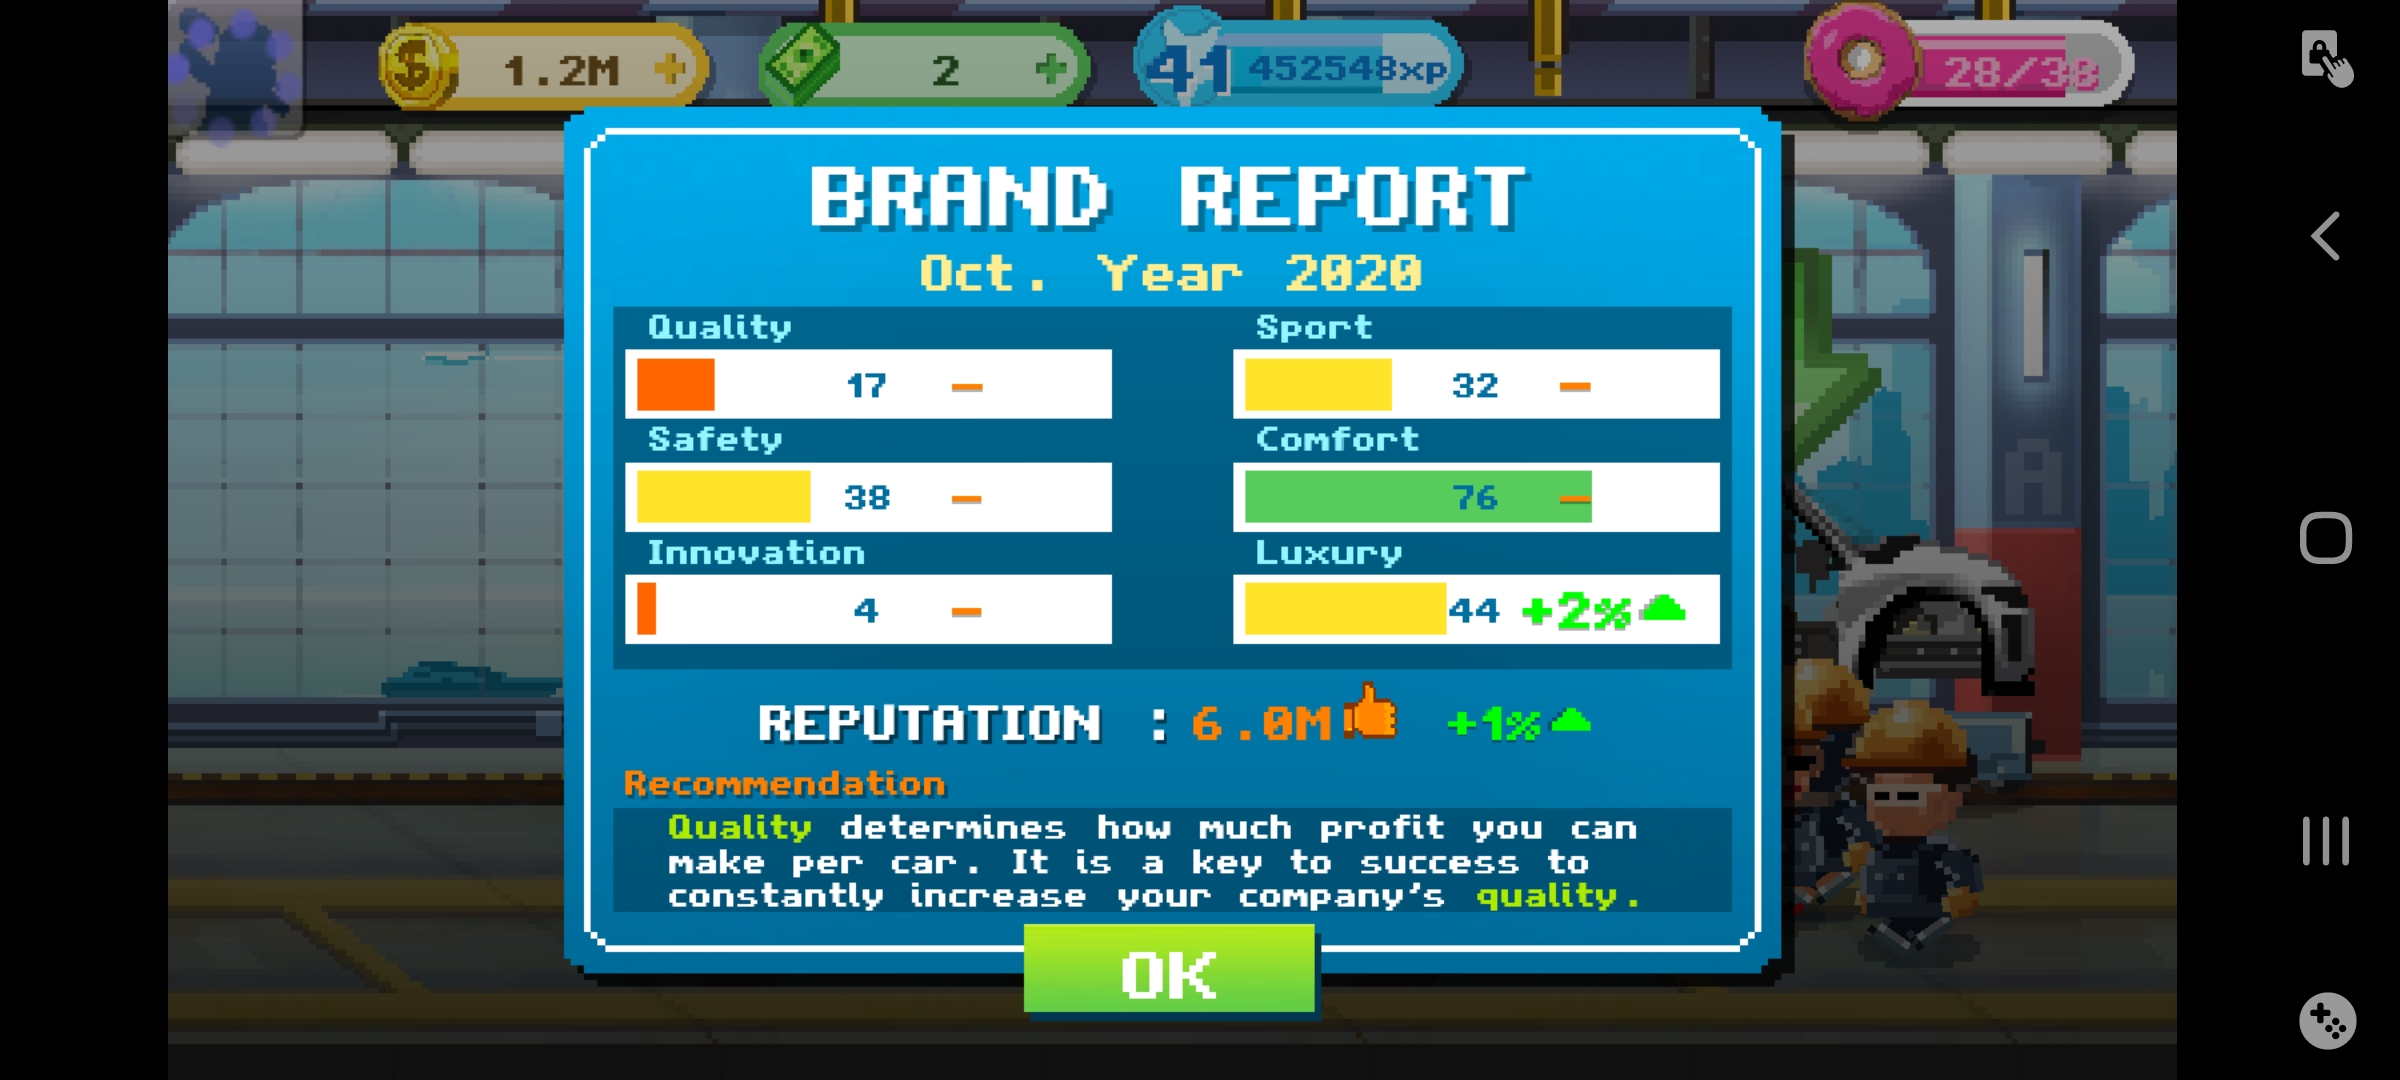 1.2M +
2 +
41 452548xp
28/38
BRAND REPORT
Oct. Year 2020
Quality
17 –
Sport
32 –
Safety
38 –
Comfort
76 –
Innovation
4 –
Luxury
44 +2%
REPUTATION : 6.0M +1%
Recommendation
Quality determines how much profit you can
make per car. It is a key to success to
constantly increase your company's quality.
OK